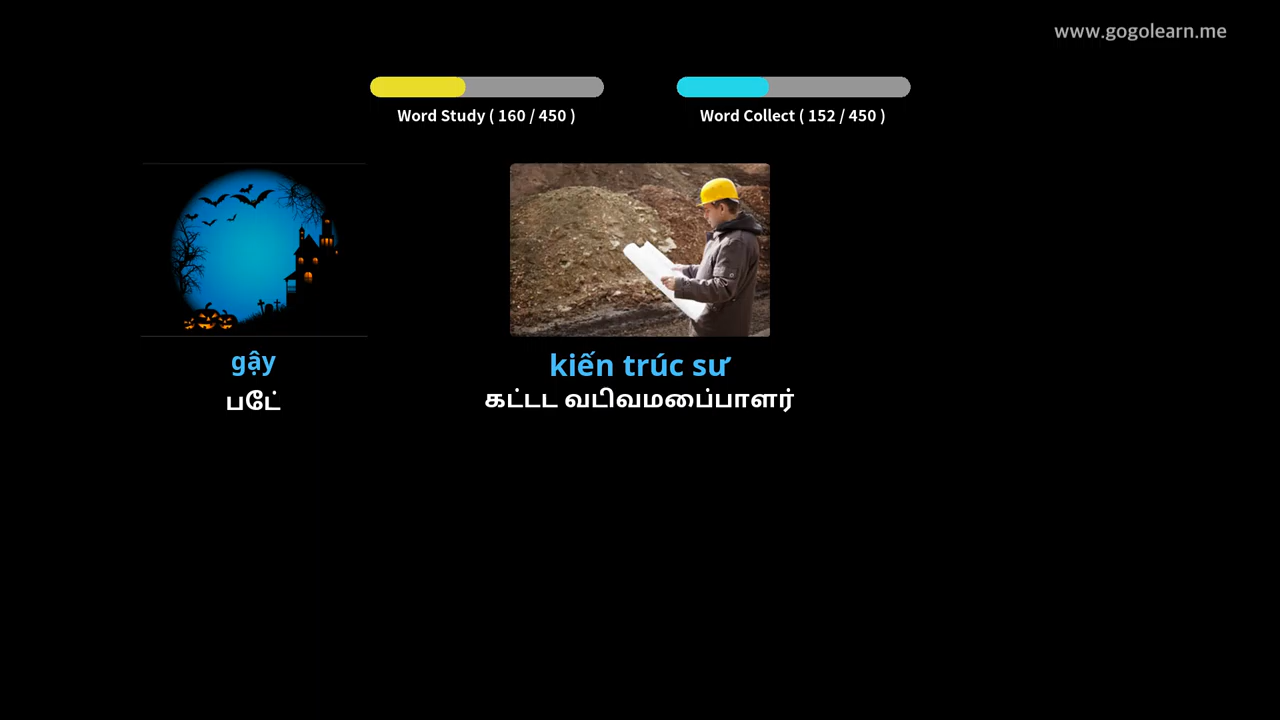 www.gogolearn.me
Word Study ( 160 / 450 )
Word Collect ( 152 / 450 )
gậy
பேட்
kiến trúc sư
கட்டட வடிவமைப்பாளர்